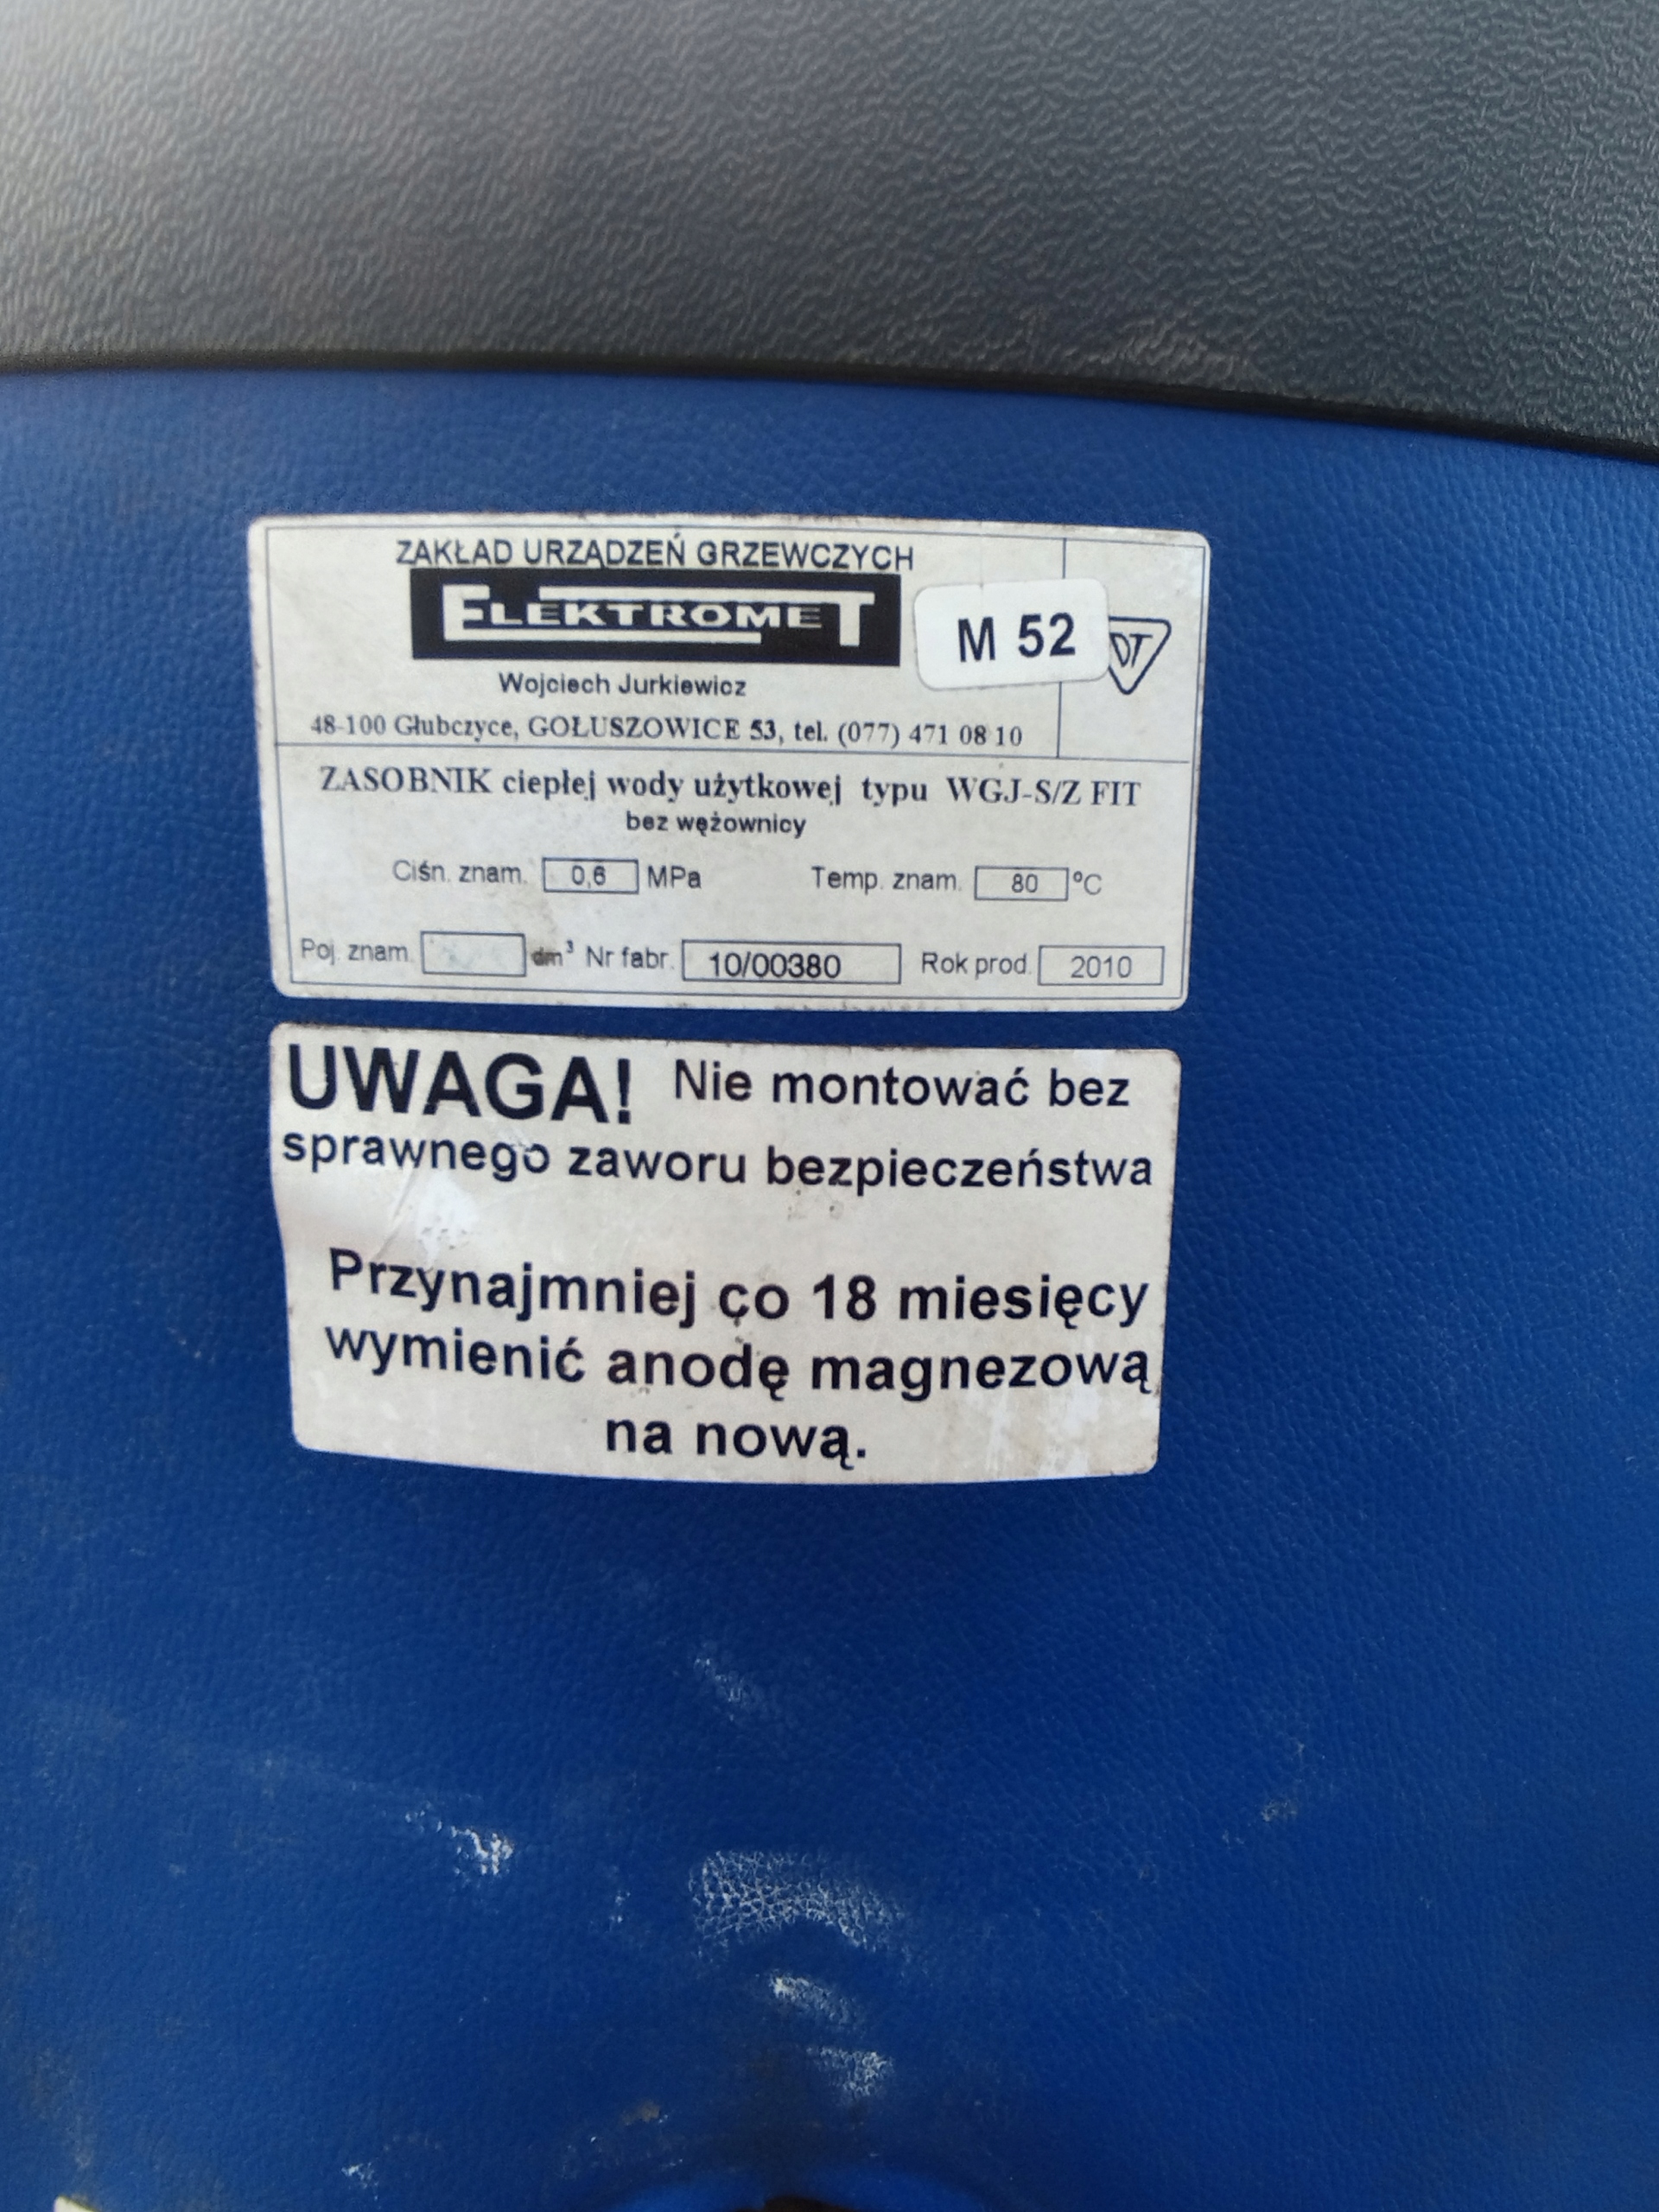 ZAKŁAD URZĄDZEŃ GRZEWCZYCH
ELEKTROMET
M 52
DT
Wojciech Jurkiewicz
48-100 Głubczyce, GOŁUSZOWICE 53, tel. (077) 471 08 10
ZASOBNIK ciepłej wody użytkowej typu WGJ-S/Z FIT
bez wężownicy
Ciśn. znam. 0,6 MPa Temp. znam. 80 °C
Poj. znam. dm³ Nr fabr. 10/00380 Rok prod. 2010
UWAGA! Nie montować bez
sprawnego zaworu bezpieczeństwa
Przynajmniej co 18 miesięcy
wymienić anodę magnezową
na nową.